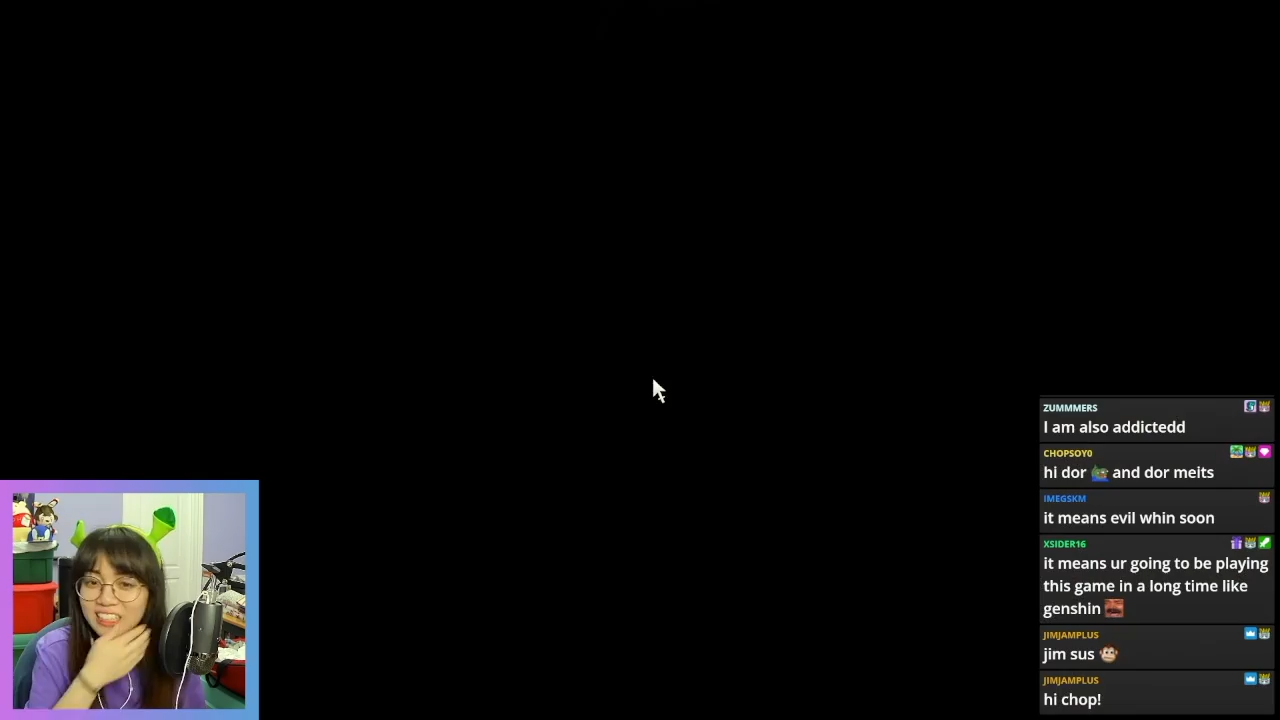 ZUMMMERS
I am also addictedd
CHOPSOY0
hi dor and dor meits
IMEGSKM
it means evil whin soon
XSIDER16
it means ur going to be playing
this game in a long time like
genshin
JIMJAMPLUS
jim sus
JIMJAMPLUS
hi chop!